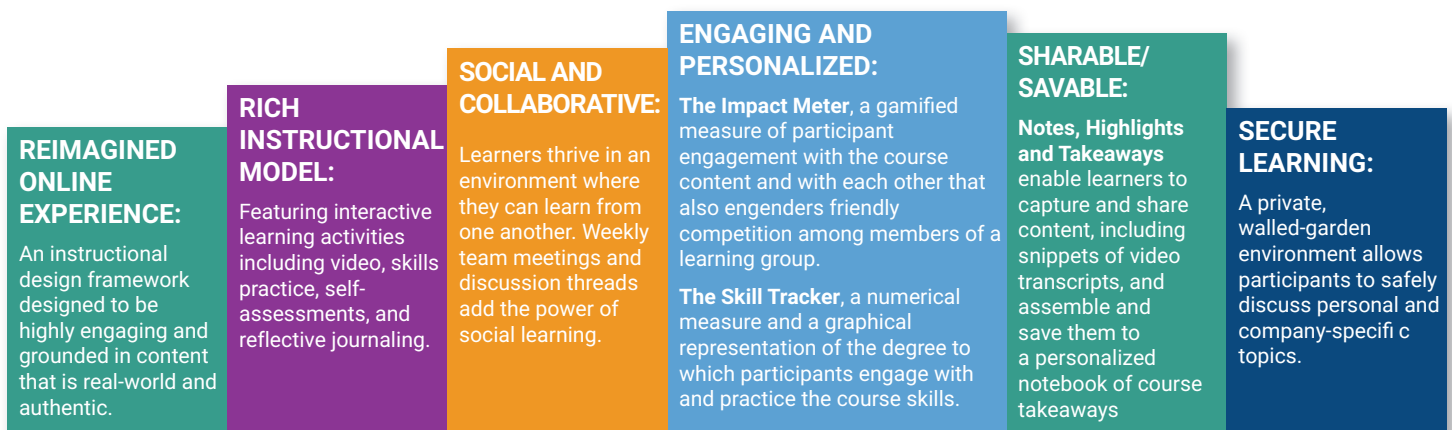 REIMAGINED
ONLINE
EXPERIENCE:
An instructional
design framework
designed to be
highly engaging and
grounded in content
that is real-world and
authentic.
RICH
INSTRUCTIONAL
MODEL:
Featuring interactive
learning activities
including video, skills
practice, self-
assessments, and
reflective journaling.
SOCIAL AND
COLLABORATIVE:
Learners thrive in an
environment where
they can learn from
one another. Weekly
team meetings and
discussion threads
add the power of
social learning.
ENGAGING AND
PERSONALIZED:
The Impact Meter, a gamified
measure of participant
engagement with the course
content and with each other that
also engenders friendly
competition among members of a
learning group.
The Skill Tracker, a numerical
measure and a graphical
representation of the degree to
which participants engage with
and practice the course skills.
SHARABLE/
SAVABLE:
Notes, Highlights
and Takeaways
enable learners to
capture and share
content, including
snippets of video
transcripts, and
assemble and
save them to
a personalized
notebook of course
takeaways
SECURE
LEARNING:
A private,
walled-garden
environment allows
participants to safely
discuss personal and
company-specifi c
topics.